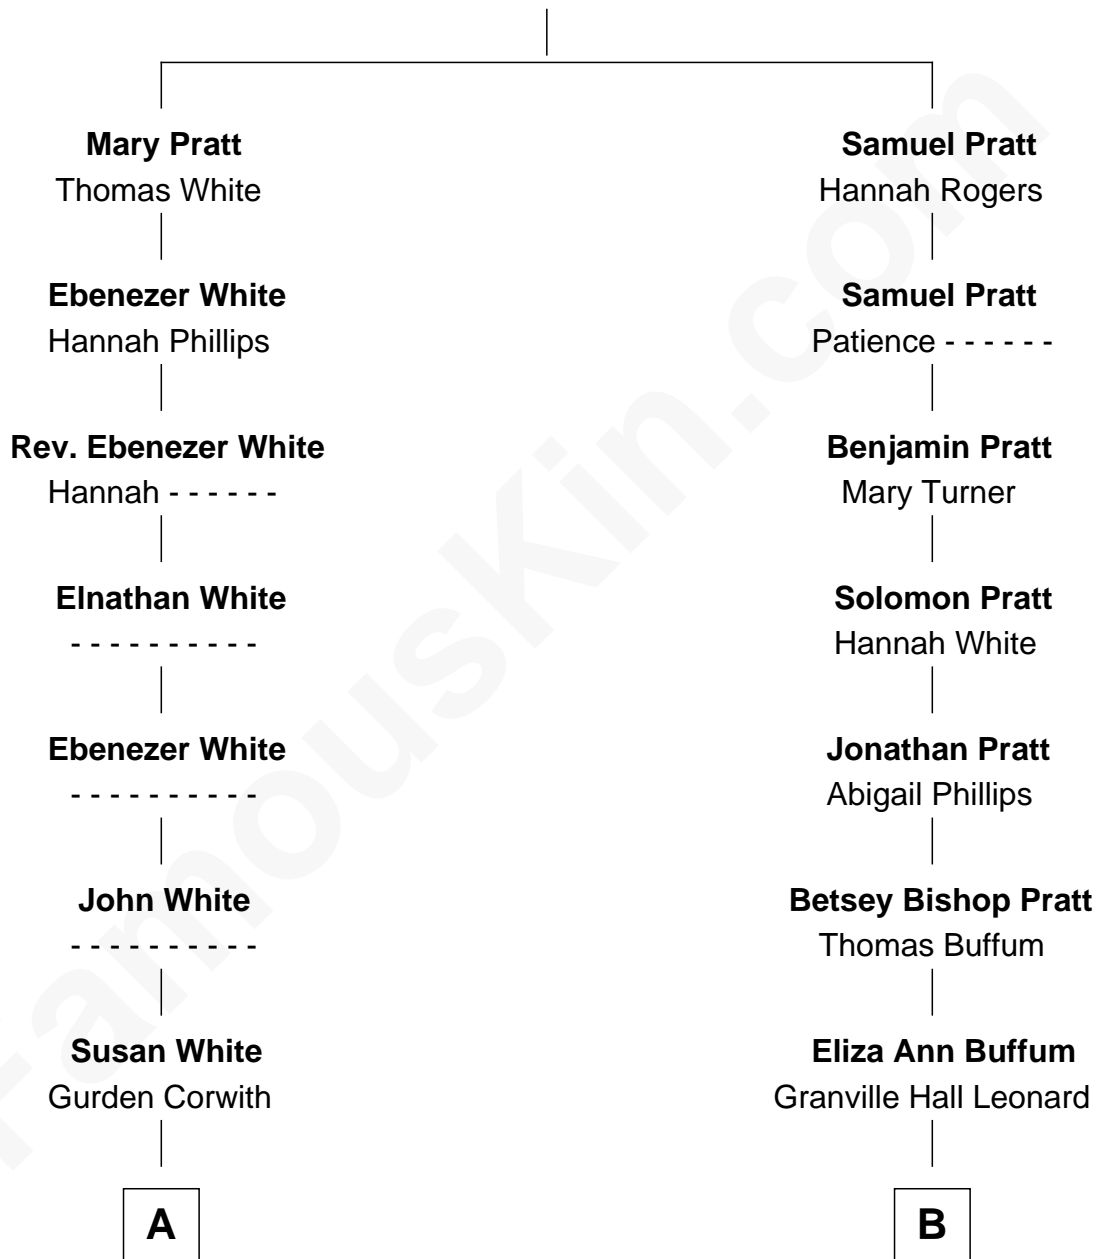 Mary Pratt
Thomas White
Ebenezer White
Hannah Phillips
Rev. Ebenezer White
Hannah - - - - - -
Elnathan White
- - - - - - - - - -
Ebenezer White
- - - - - - - - - -
John White
- - - - - - - - - -
Susan White
Gurden Corwith
A
Samuel Pratt
Hannah Rogers
Samuel Pratt
Patience - - - - - -
Benjamin Pratt
Mary Turner
Solomon Pratt
Hannah White
Jonathan Pratt
Abigail Phillips
Betsey Bishop Pratt
Thomas Buffum
Eliza Ann Buffum
Granville Hall Leonard
B
FamousKin.com